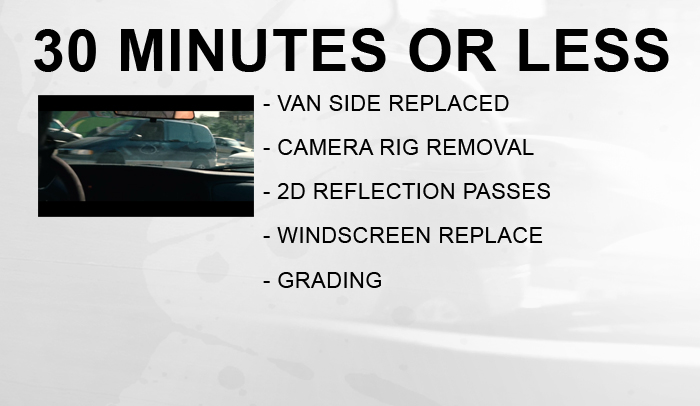 30 MINUTES OR LESS
- VAN SIDE REPLACED
- CAMERA RIG REMOVAL
- 2D REFLECTION PASSES
- WINDSCREEN REPLACE
- GRADING